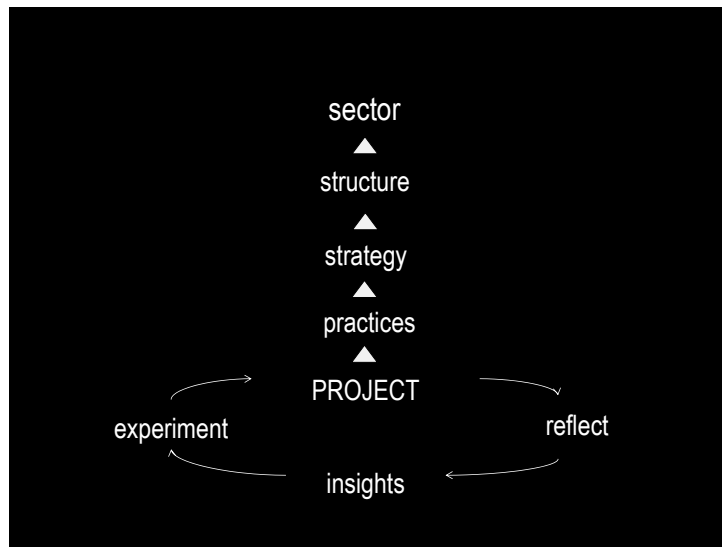 sector
structure
strategy
practices
PROJECT
experiment
reflect
insights